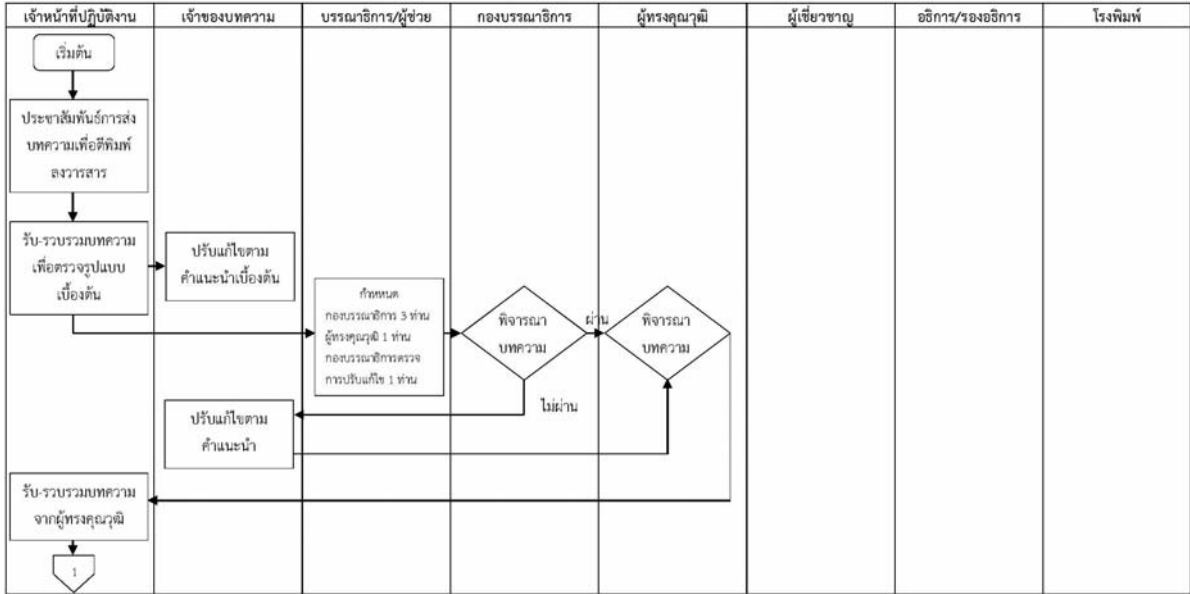 เจ้าหน้าที่ปฏิบัติงาน
เจ้าของบทความ
บรรณาธิการ/ผู้ช่วย
กองบรรณาธิการ
ผู้ทรงคุณวุฒิ
ผู้เชี่ยวชาญ
อธิการ/รองอธิการ
โรงพิมพ์
เริ่มต้น
ประชาสัมพันธ์การส่ง
บทความเพื่อตีพิมพ์
ลงวารสาร
รับ-รวบรวมบทความ
เพื่อตรวจรูปแบบ
เบื้องต้น
ปรับแก้ไขตาม
คำแนะนำเบื้องต้น
กำหนด
กองบรรณาธิการ 3 ท่าน
ผู้ทรงคุณวุฒิ 1 ท่าน
กองบรรณาธิการตรวจ
การปรับแก้ไข 1 ท่าน
พิจารณา
บทความ
ผ่าน
พิจารณา
บทความ
ไม่ผ่าน
ปรับแก้ไขตาม
คำแนะนำ
รับ-รวบรวมบทความ
จากผู้ทรงคุณวุฒิ
1